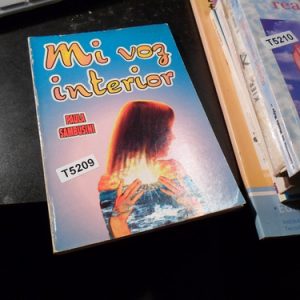 Mi voz
interior
PAULA
SAMBUSINI
T5209
T5210